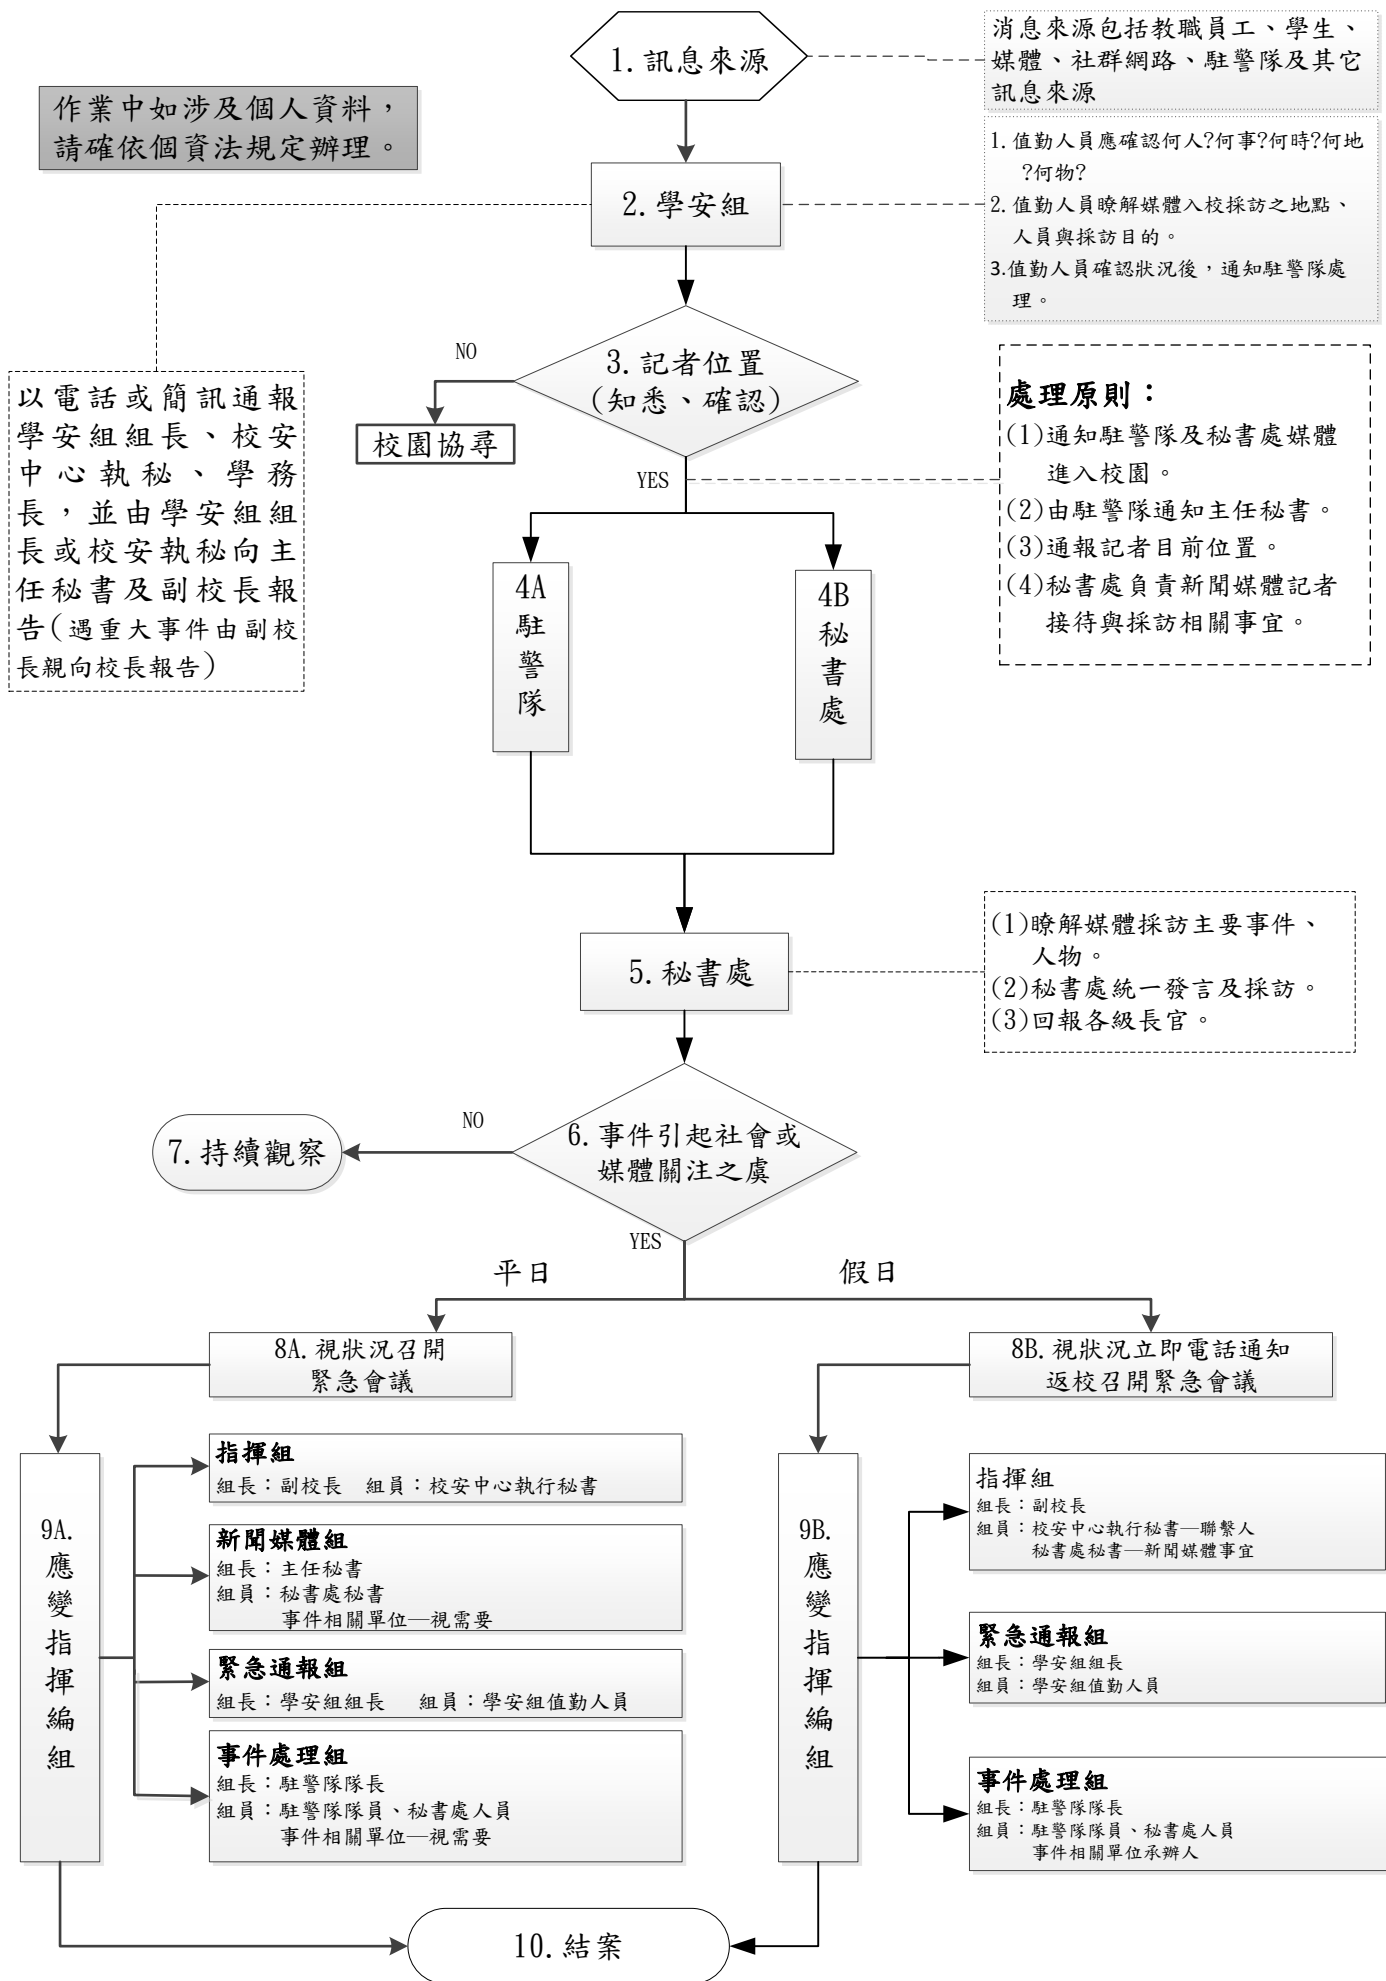 1.訊息來源
消息來源包括教職員工、學生、
媒體、社群網路、駐警隊及其它
訊息來源
作業中如涉及個人資料，
請確依個資法規定辦理。
2.學安組
1.值勤人員應確認何人?何事?何時?何地
?何物?
2.值勤人員瞭解媒體入校採訪之地點、
人員與採訪目的。
3.值勤人員確認狀況後，通知駐警隊處
理。
3.記者位置
(知悉、確認)
NO
校園協尋
YES
以電話或簡訊通報
學安組組長、校安
中心執秘、學務
長，並由學安組組
長或校安執秘向主
任秘書及副校長報
告(遇重大事件由副校
長親向校長報告)
處理原則：
(1)通知駐警隊及秘書處媒體
進入校園。
(2)由駐警隊通知主任秘書。
(3)通報記者目前位置。
(4)秘書處負責新聞媒體記者
接待與採訪相關事宜。
4A
駐
警
隊
4B
秘
書
處
5.秘書處
(1)瞭解媒體採訪主要事件、
人物。
(2)秘書處統一發言及採訪。
(3)回報各級長官。
6.事件引起社會或
媒體關注之虞
NO
7.持續觀察
YES
平日
假日
8A.視狀況召開
緊急會議
8B.視狀況立即電話通知
返校召開緊急會議
9A.
應
變
指
揮
編
組
指揮組
組長：副校長 組員：校安中心執行秘書
新聞媒體組
組長：主任秘書
組員：秘書處秘書
事件相關單位—視需要
緊急通報組
組長：學安組組長 組員：學安組值勤人員
事件處理組
組長：駐警隊隊長
組員：駐警隊隊員、秘書處人員
事件相關單位—視需要
9B.
應
變
指
揮
編
組
指揮組
組長：副校長
組員：校安中心執行秘書—聯繫人
秘書處秘書—新聞媒體事宜
緊急通報組
組長：學安組組長
組員：學安組值勤人員
事件處理組
組長：駐警隊隊長
組員：駐警隊隊員、秘書處人員
事件相關單位承辦人
10.結案